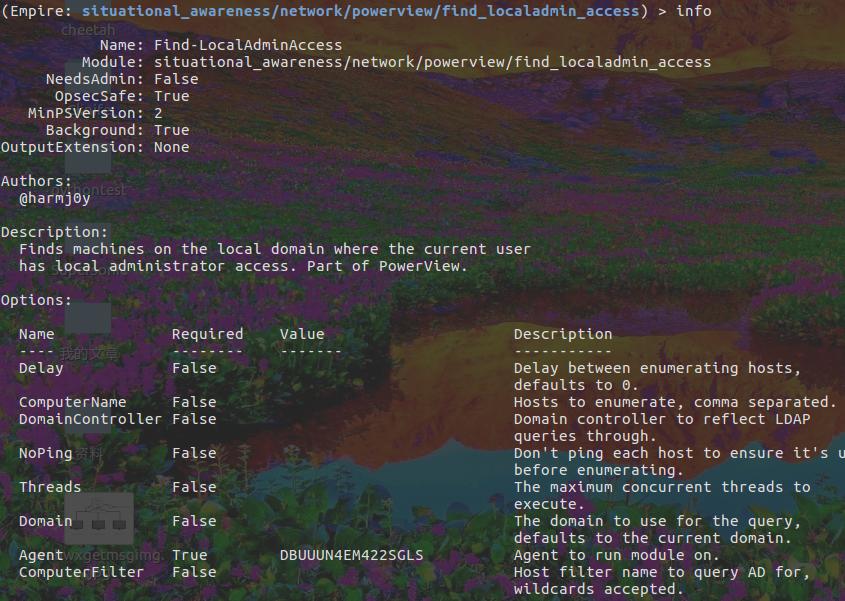 (Empire: situational_awareness/network/powerview/find_localadmin_access) > info
cheetah
Name: Find-LocalAdminAccess
Module: situational_awareness/network/powerview/find_localadmin_access
NeedsAdmin: False
OpsecSafe: True
MinPSVersion: 2
Background: True
OutputExtension: None
Authors:
@harmj0y
Description:
Finds machines on the local domain where the current user
has local administrator access. Part of PowerView.
Options:
Name Required Value Description
---- -------- ------- -----------
我的文章
Delay False Delay between enumerating hosts,
defaults to 0.
ComputerName False Hosts to enumerate, comma separated.
DomainController False Domain controller to reflect LDAP
queries through.
NoPing False Don't ping each host to ensure it's u
资料
before enumerating.
Threads False The maximum concurrent threads to
execute.
Domain False The domain to use for the query,
defaults to the current domain.
Agent True DBUUUN4EM422SGLS Agent to run module on.
wxgetmsgimg.
ComputerFilter False Host filter name to query AD for,
wildcards accepted.